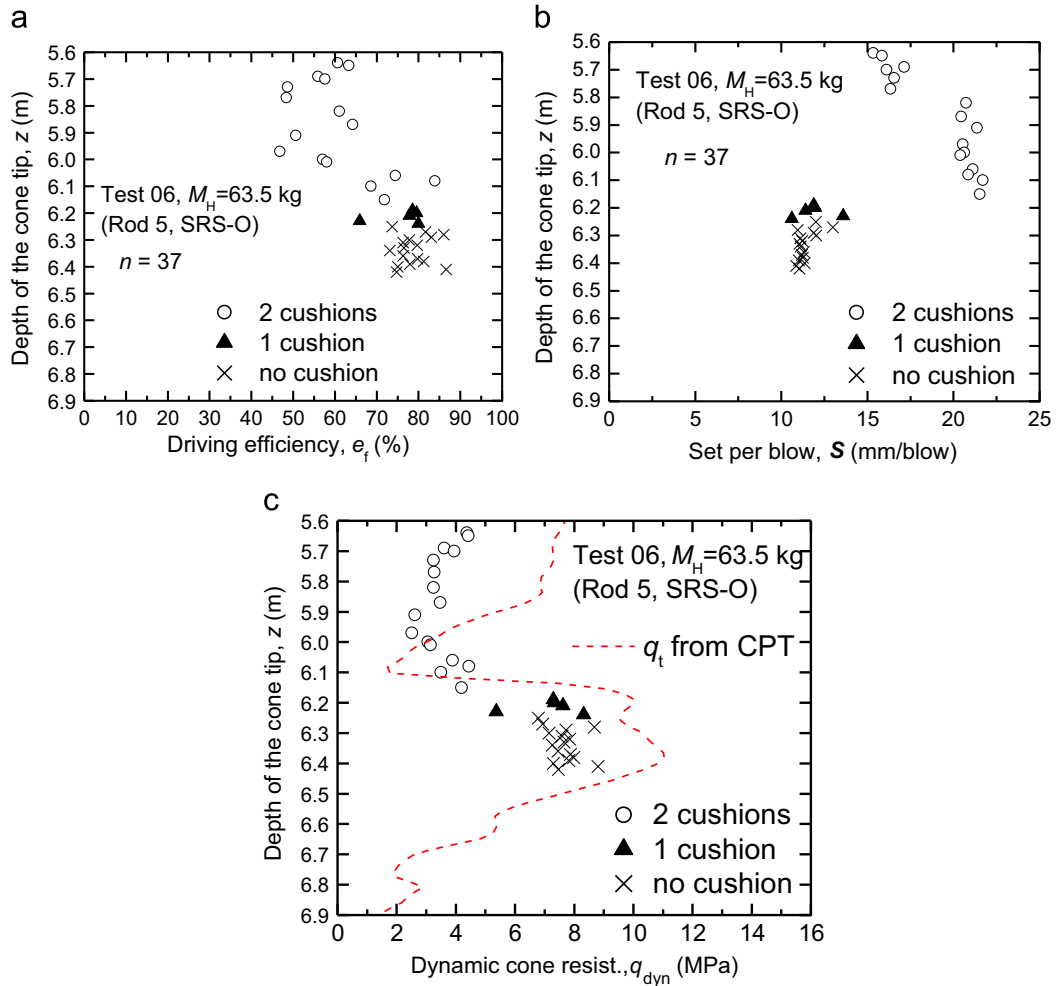 a
5.6
5.7
5.8
5.9
6.0
6.1
6.2
6.3
6.4
6.5
6.6
6.7
6.8
6.9
Depth of the cone tip, z (m)
Test 06, M_H=63.5 kg
(Rod 5, SRS-O)
n = 37
2 cushions
1 cushion
no cushion
0 10 20 30 40 50 60 70 80 90 100
Driving efficiency, e_f (%)
b
5.6
5.7
5.8
5.9
6.0
6.1
6.2
6.3
6.4
6.5
6.6
6.7
6.8
6.9
Depth of the cone tip, z (m)
Test 06, M_H=63.5 kg
(Rod 5, SRS-O)
n = 37
2 cushions
1 cushion
no cushion
0 5 10 15 20 25
Set per blow, S (mm/blow)
c
5.6
5.7
5.8
5.9
6.0
6.1
6.2
6.3
6.4
6.5
6.6
6.7
6.8
6.9
Depth of the cone tip, z (m)
Test 06, M_H=63.5 kg
(Rod 5, SRS-O)
q_t from CPT
2 cushions
1 cushion
no cushion
0 2 4 6 8 10 12 14 16
Dynamic cone resist.,q_dyn (MPa)